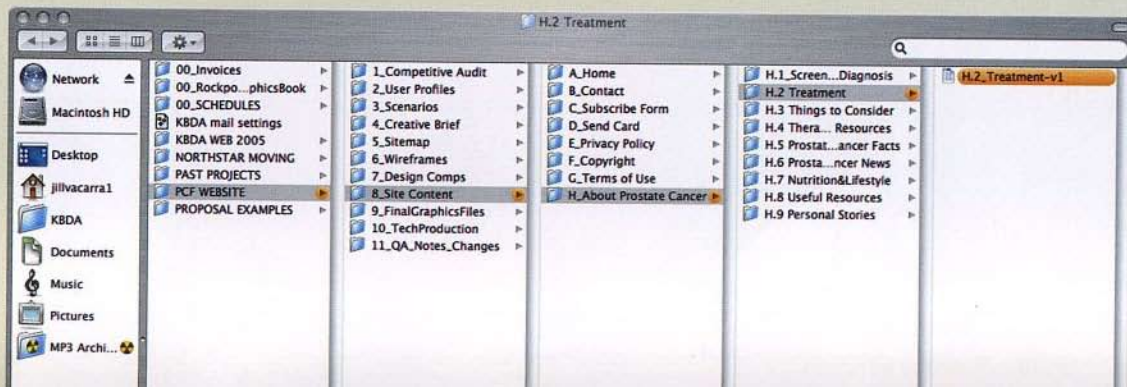 H.2 Treatment
Network
Macintosh HD
Desktop
jillvacarra1
KBDA
Documents
Music
Pictures
MP3 Archi...
00_Invoices
00_Rockpo...phicsBook
00_SCHEDULES
KBDA mail settings
KBDA WEB 2005
NORTHSTAR MOVING
PAST PROJECTS
PCF WEBSITE
PROPOSAL EXAMPLES
1_Competitive Audit
2_User Profiles
3_Scenarios
4_Creative Brief
5_Sitemap
6_Wireframes
7_Design Comps
8_Site Content
9_FinalGraphicsFiles
10_TechProduction
11_QA_Notes_Changes
A_Home
B_Contact
C_Subscribe Form
D_Send Card
E_Privacy Policy
F_Copyright
G_Terms of Use
H_About Prostate Cancer
H.1_Screen...Diagnosis
H.2 Treatment
H.3 Things to Consider
H.4 Thera... Resources
H.5 Prostat...ancer Facts
H.6 Prosta...ncer News
H.7 Nutrition&Lifestyle
H.8 Useful Resources
H.9 Personal Stories
H.2_Treatment-v1